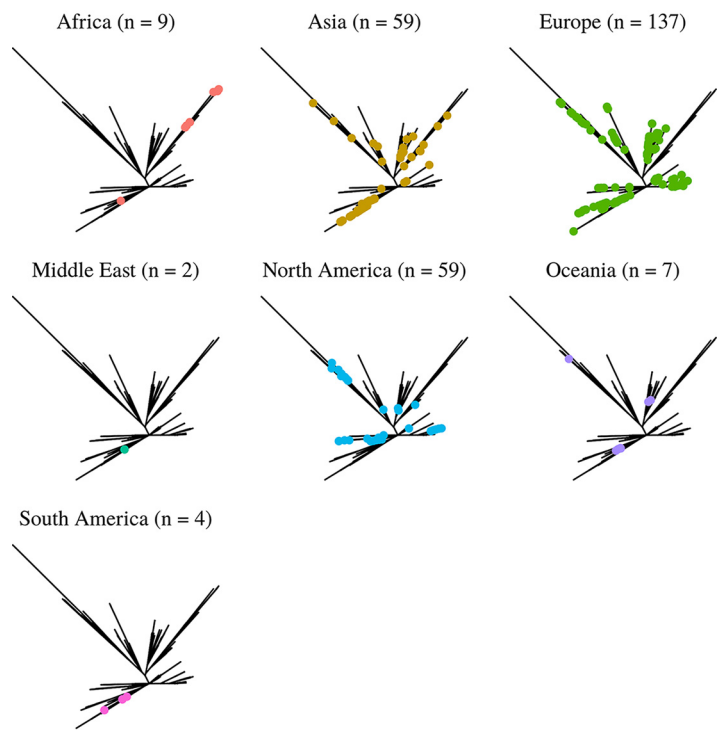 Africa (n = 9)
Asia (n = 59)
Europe (n = 137)
Middle East (n = 2)
North America (n = 59)
Oceania (n = 7)
South America (n = 4)